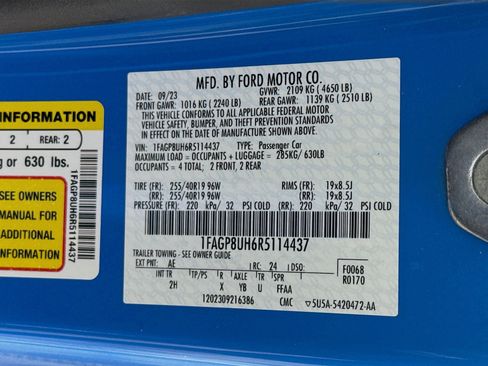 INFORMATION
2 REAR: 2
or 630 lbs.
SEE OWNERS
MANUAL FOR
ADDITIONAL
INFORMATION
1FAGP8UH6R5114437
MFD. BY FORD MOTOR CO.
DATE: 09/23 GVWR: 2109 KG ( 4650 LB)
FRONT GAWR: 1016 KG ( 2240 LB) REAR GAWR: 1139 KG ( 2510 LB)
THIS VEHICLE CONFORMS TO ALL APPLICABLE FEDERAL MOTOR
VEHICLE SAFETY, BUMPER, AND THEFT PREVENTION STANDARDS
IN EFFECT ON THE DATE OF MANUFACTURE SHOWN ABOVE.
VIN: 1FAGP8UH6R5114437 TYPE: Passenger Car
MAXIMUM LOAD = OCCUPANTS + LUGGAGE = 285KG/ 630LB
OCCUPANTS = 4 TOTAL; 2 FRONT, 2 REAR
TIRE (FR): 255/40R19 96W RIMS (FR): 19x8.5J
(RR): 255/40R19 96W (RR): 19x8.5J
PRESSURE (FR): 220 kPa/ 32 PSI COLD (RR): 220 kPa/ 32 PSI COLD
1FAGP8UH6R5114437
TRAILER TOWING - SEE OWNER GUIDE
EXT PNT: AE RC: 24 DSO: F0068
INT TR TP/PS R AXLE TR SPR R0170
2H X YB U FFAA
1202309216386 CMC 5U5A-5420472-AA